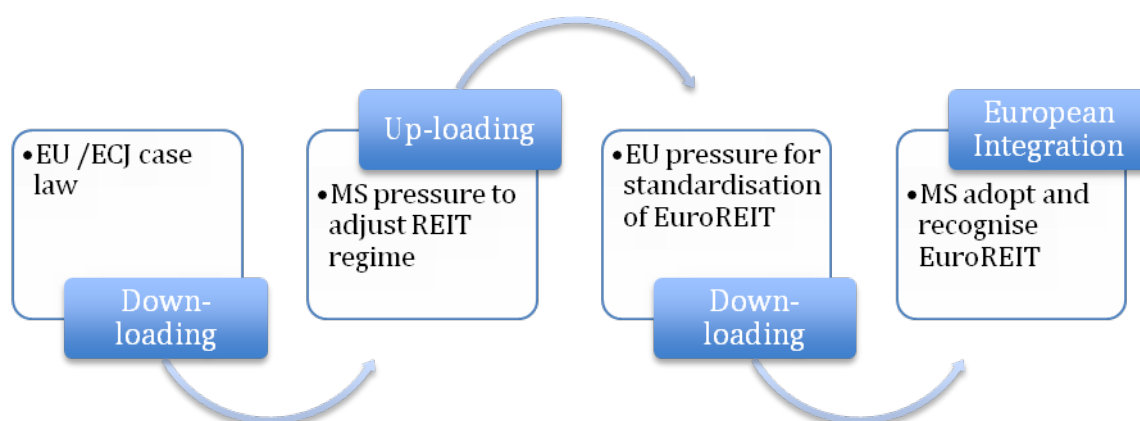 •EU /ECJ case
law
Down-
loading
Up-loading
•MS pressure to
adjust REIT
regime
•EU pressure for
standardisation
of EuroREIT
Down-
loading
European
Integration
•MS adopt and
recognise
EuroREIT